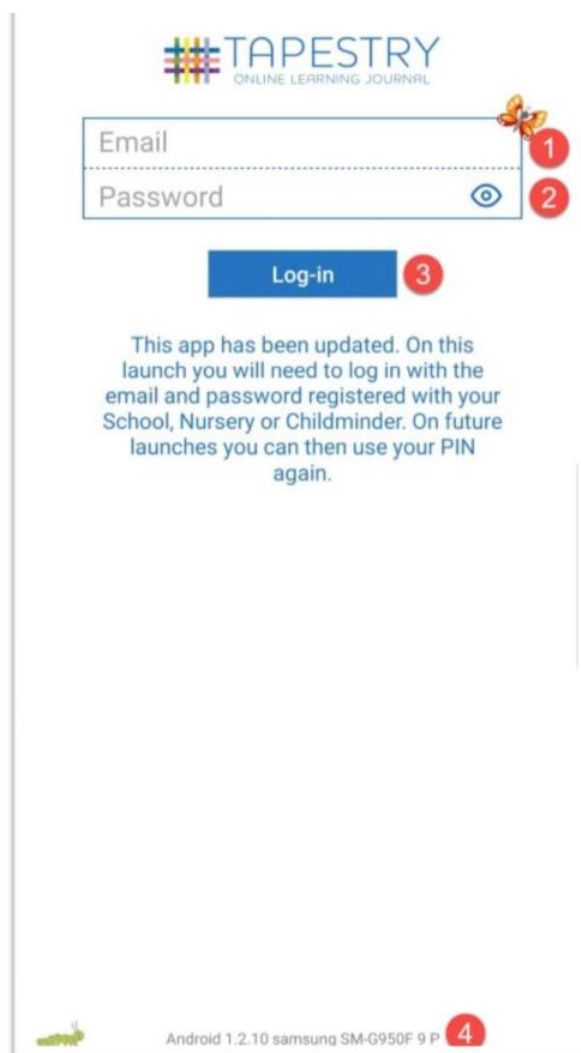 TAPESTRY
ONLINE LEARNING JOURNAL
Email
1
Password
2
Log-in
3
This app has been updated. On this
launch you will need to log in with the
email and password registered with your
School, Nursery or Childminder. On future
launches you can then use your PIN
again.
Android 1.2.10 samsung SM-G950F 9 P
4